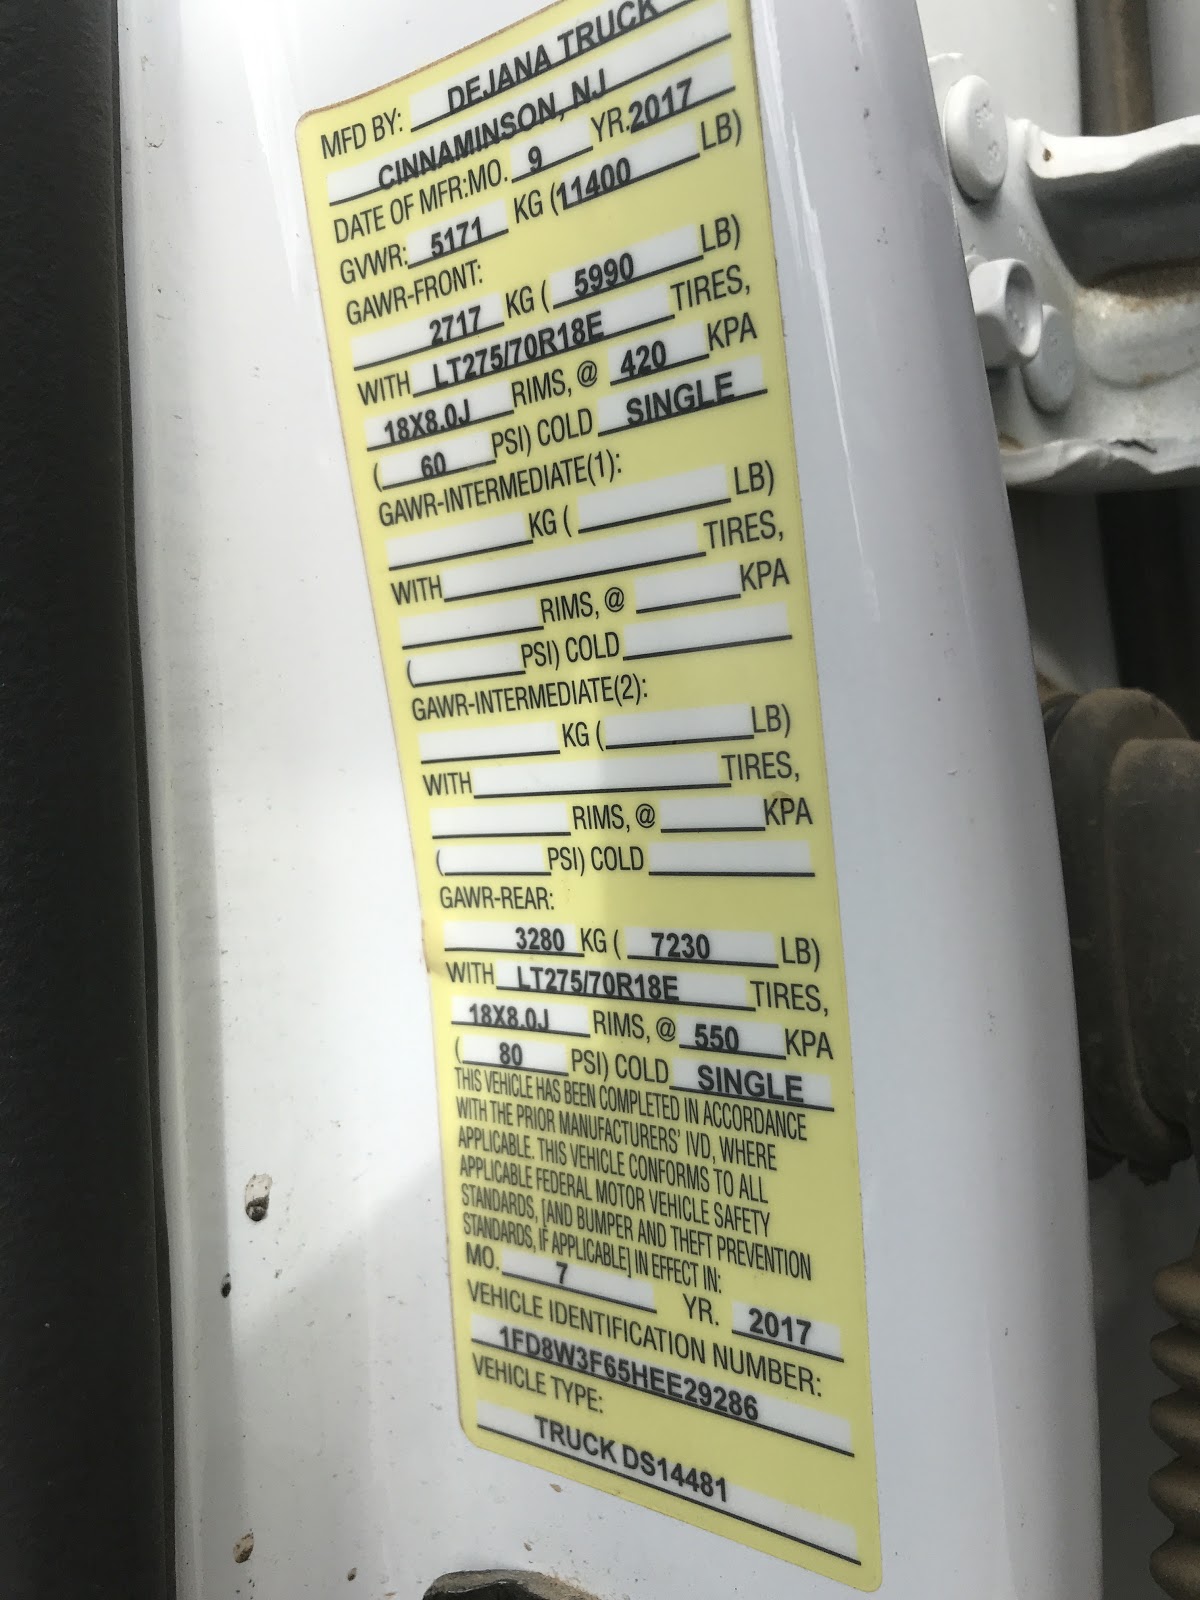 MFD BY: DEJANA TRUCK
CINNAMINSON, NJ
DATE OF MFR:MO. 9 YR. 2017
GVWR: 5171 KG (11400 LB)
GAWR-FRONT:
2717 KG ( 5990 LB)
WITH LT275/70R18E TIRES,
18X8.0J RIMS, @ 420 KPA
( 60 PSI) COLD SINGLE
GAWR-INTERMEDIATE(1):
KG ( LB)
WITH TIRES,
RIMS, @ KPA
( PSI) COLD
GAWR-INTERMEDIATE(2):
KG ( LB)
WITH TIRES,
RIMS, @ KPA
( PSI) COLD
GAWR-REAR:
3280 KG ( 7230 LB)
WITH LT275/70R18E TIRES,
18X8.0J RIMS, @ 550 KPA
( 80 PSI) COLD SINGLE
THIS VEHICLE HAS BEEN COMPLETED IN ACCORDANCE
WITH THE PRIOR MANUFACTURERS' IVD, WHERE
APPLICABLE. THIS VEHICLE CONFORMS TO ALL
APPLICABLE FEDERAL MOTOR VEHICLE SAFETY
STANDARDS, [AND BUMPER AND THEFT PREVENTION
STANDARDS, IF APPLICABLE] IN EFFECT IN:
MO. 7 YR. 2017
VEHICLE IDENTIFICATION NUMBER:
1FD8W3F65HEE29286
VEHICLE TYPE:
TRUCK DS14481